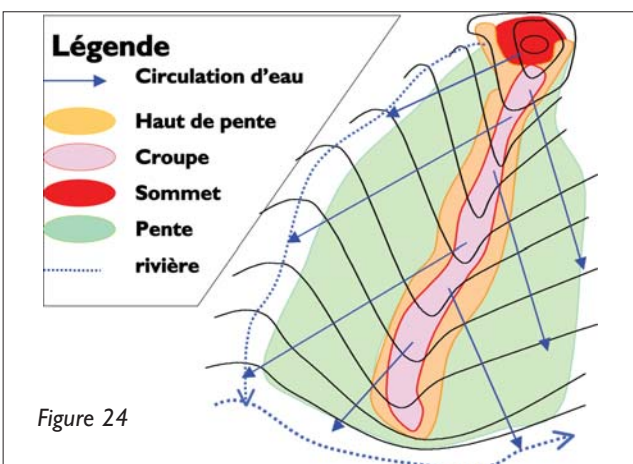 Légende
Circulation d'eau
Haut de pente
Croupe
Sommet
Pente
rivière
Figure 24